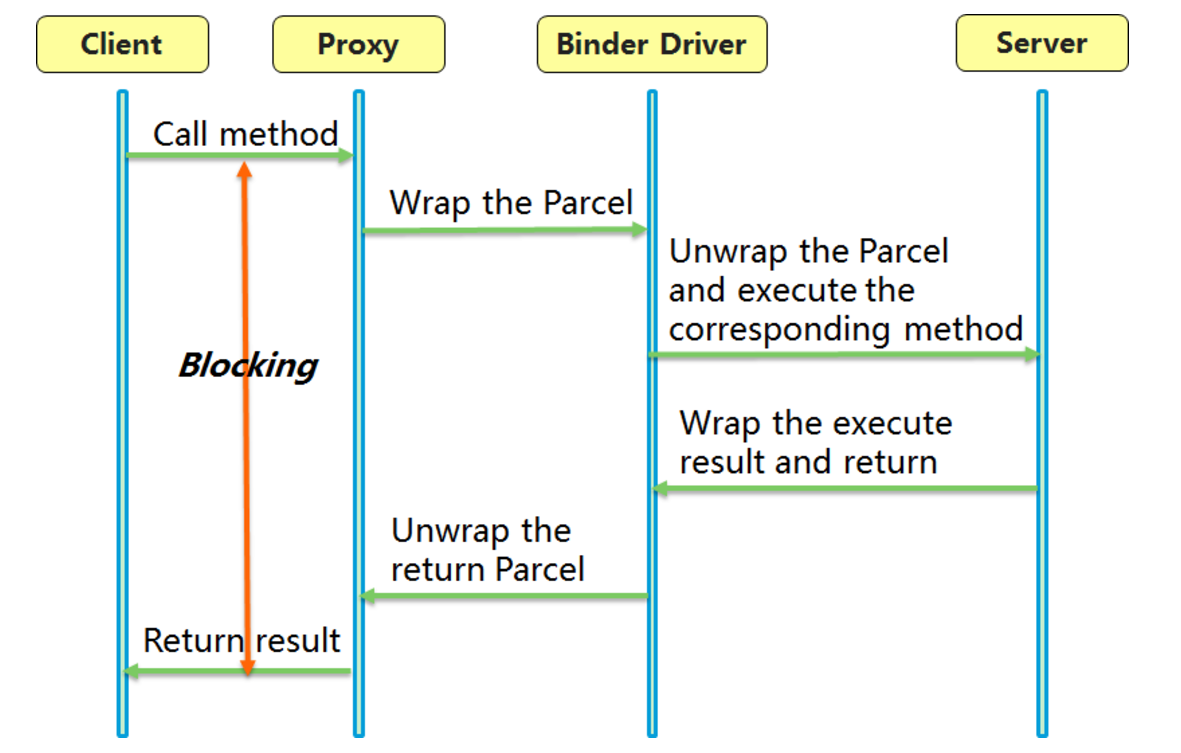 Client
Proxy
Binder Driver
Server
Call method
Wrap the Parcel
Unwrap the Parcel
and execute the
corresponding method
Blocking
Wrap the execute
result and return
Unwrap the
return Parcel
Return result